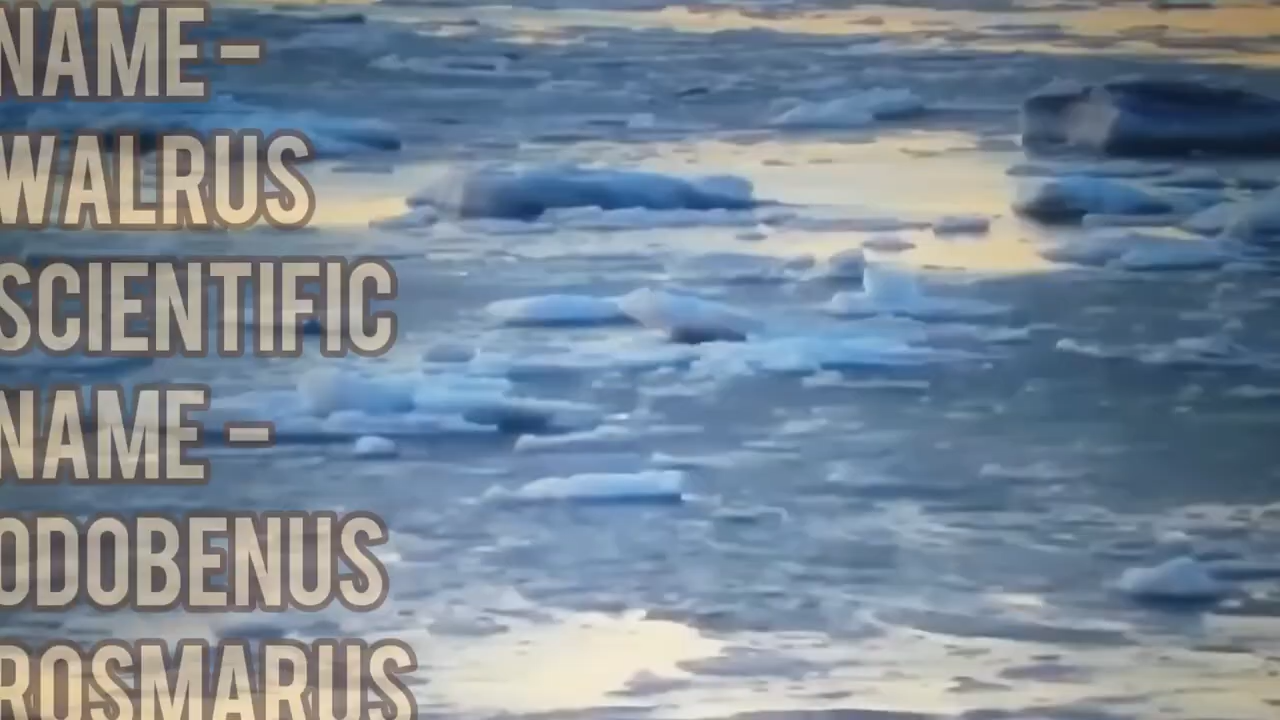 NAME –
WALRUS
SCIENTIFIC
NAME –
ODOBENUS
ROSMARUS